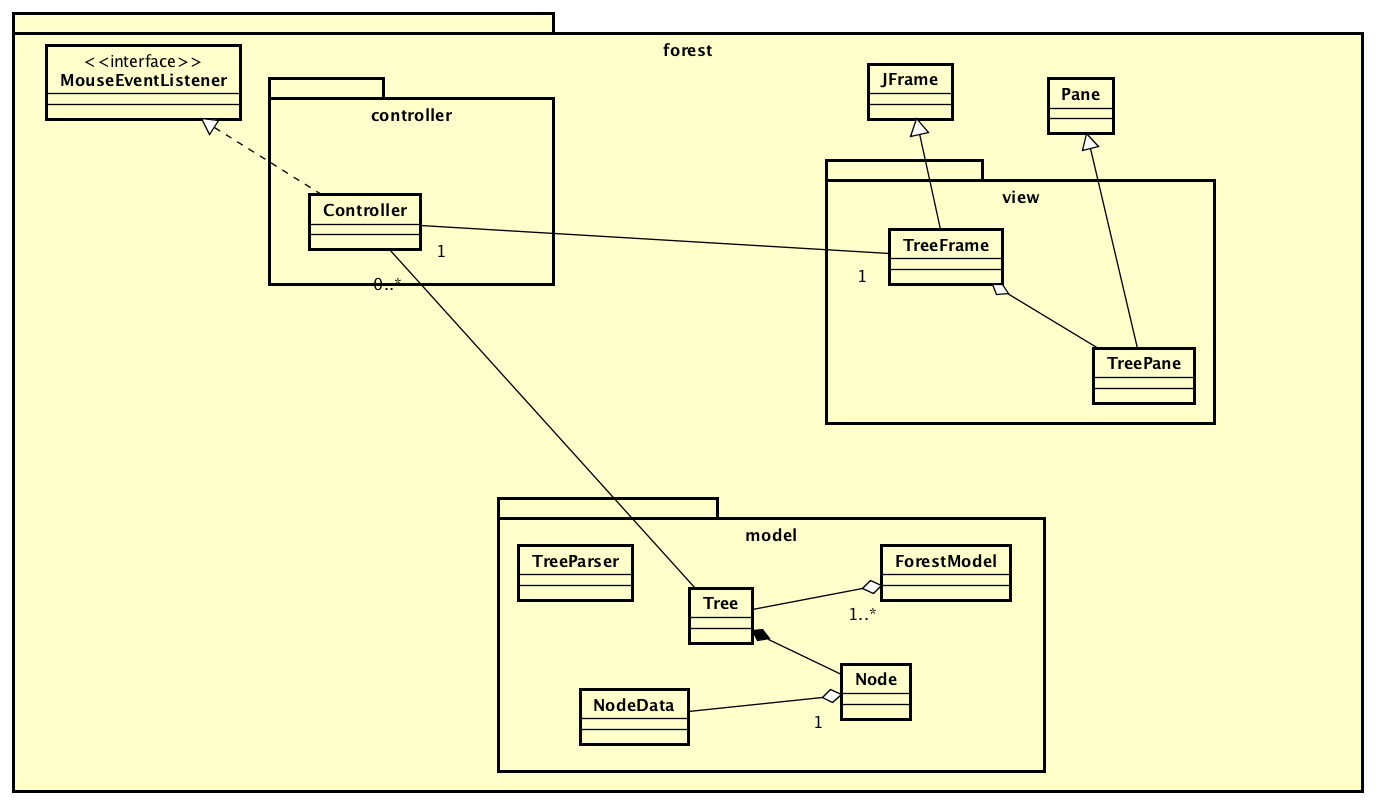 forest
<<interface>>
MouseEventListener
JFrame
Pane
controller
Controller
1
0..*
view
TreeFrame
1
TreePane
model
TreeParser
ForestModel
Tree
1..*
Node
NodeData
1